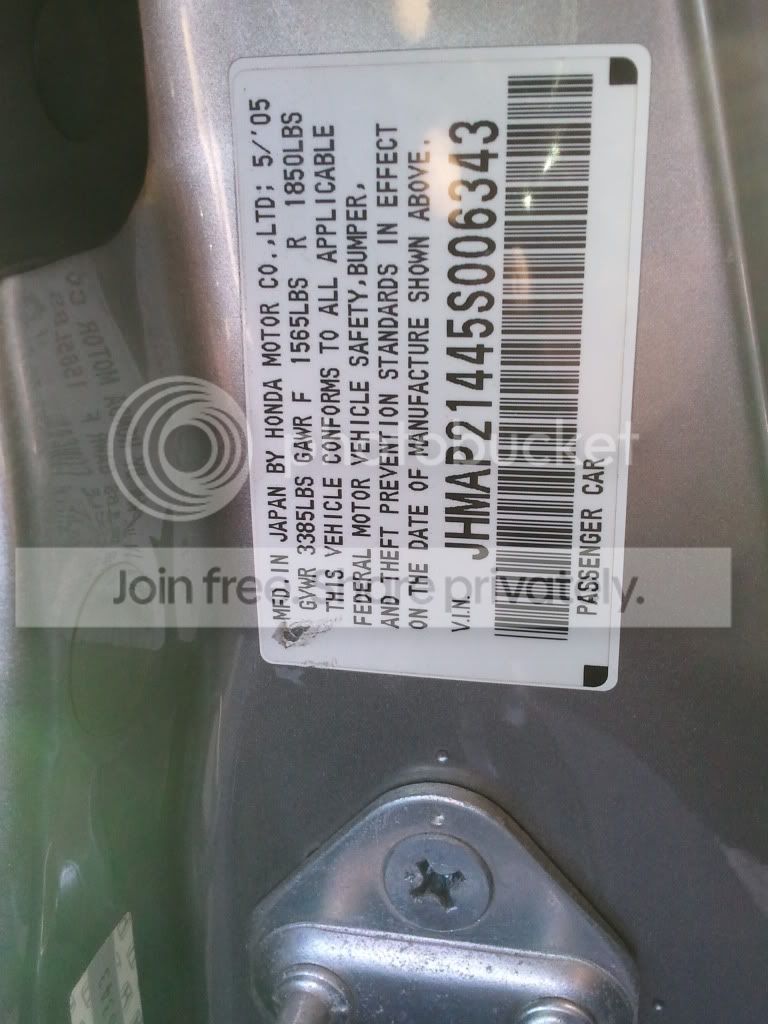 MFD. IN JAPAN BY HONDA MOTOR CO.,LTD; 5/'05
GVWR 3385LBS GAWR F 1565LBS R 1850LBS
THIS VEHICLE CONFORMS TO ALL APPLICABLE
FEDERAL MOTOR VEHICLE SAFETY,BUMPER,
AND THEFT PREVENTION STANDARDS IN EFFECT
ON THE DATE OF MANUFACTURE SHOWN ABOVE.
V.I.N. JHMAP21445S006343
PASSENGER CAR
photobucket
Join free. Share privately.